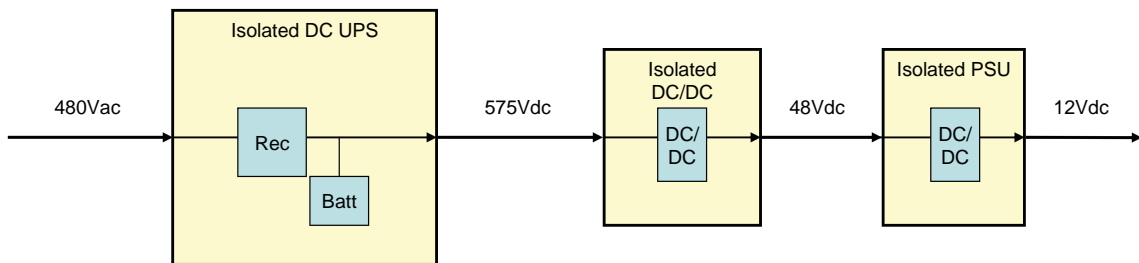 Isolated DC UPS
480Vac
Rec
Batt
575Vdc
Isolated
DC/DC
DC/
DC
48Vdc
Isolated PSU
DC/
DC
12Vdc